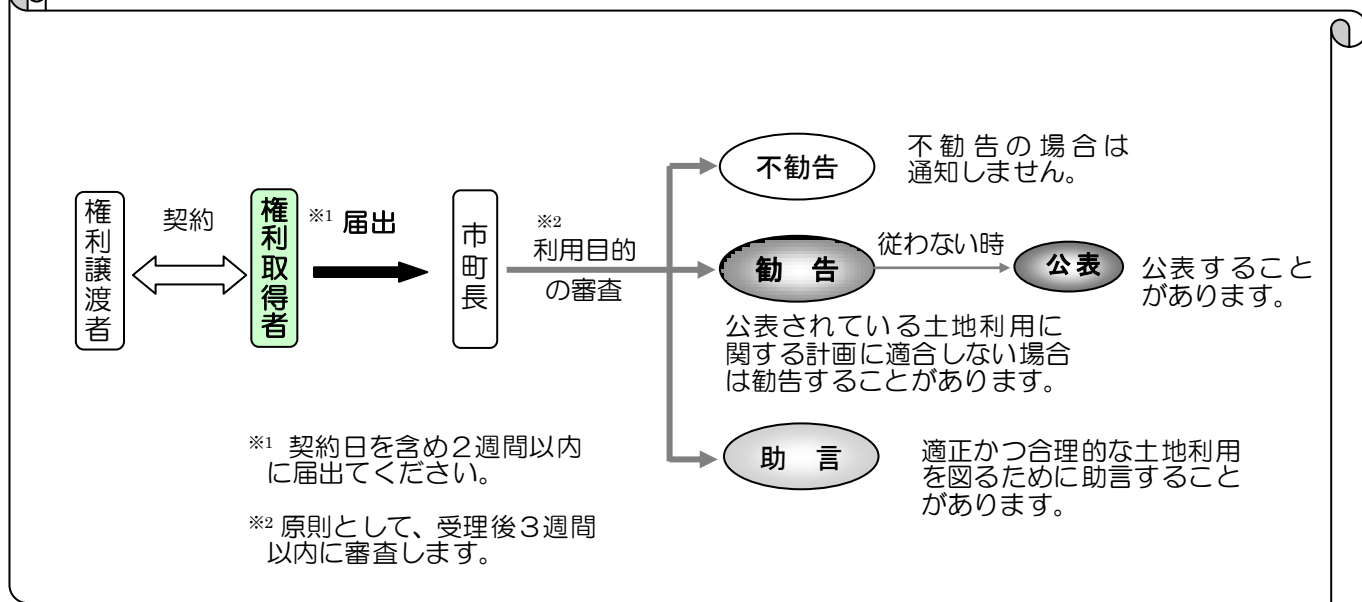 権利譲渡者
契約
権利取得者
※1 届出
市町長
※2
利用目的
の審査
不勧告
不勧告の場合は
通知しません。
勧 告
従わない時
公表
公表すること
があります。
公表されている土地利用に
関する計画に適合しない場合
は勧告することがあります。
助 言
適正かつ合理的な土地利用
を図るために助言すること
があります。
※1 契約日を含め2週間以内
に届出てください。
※2 原則として、受理後3週間
以内に審査します。